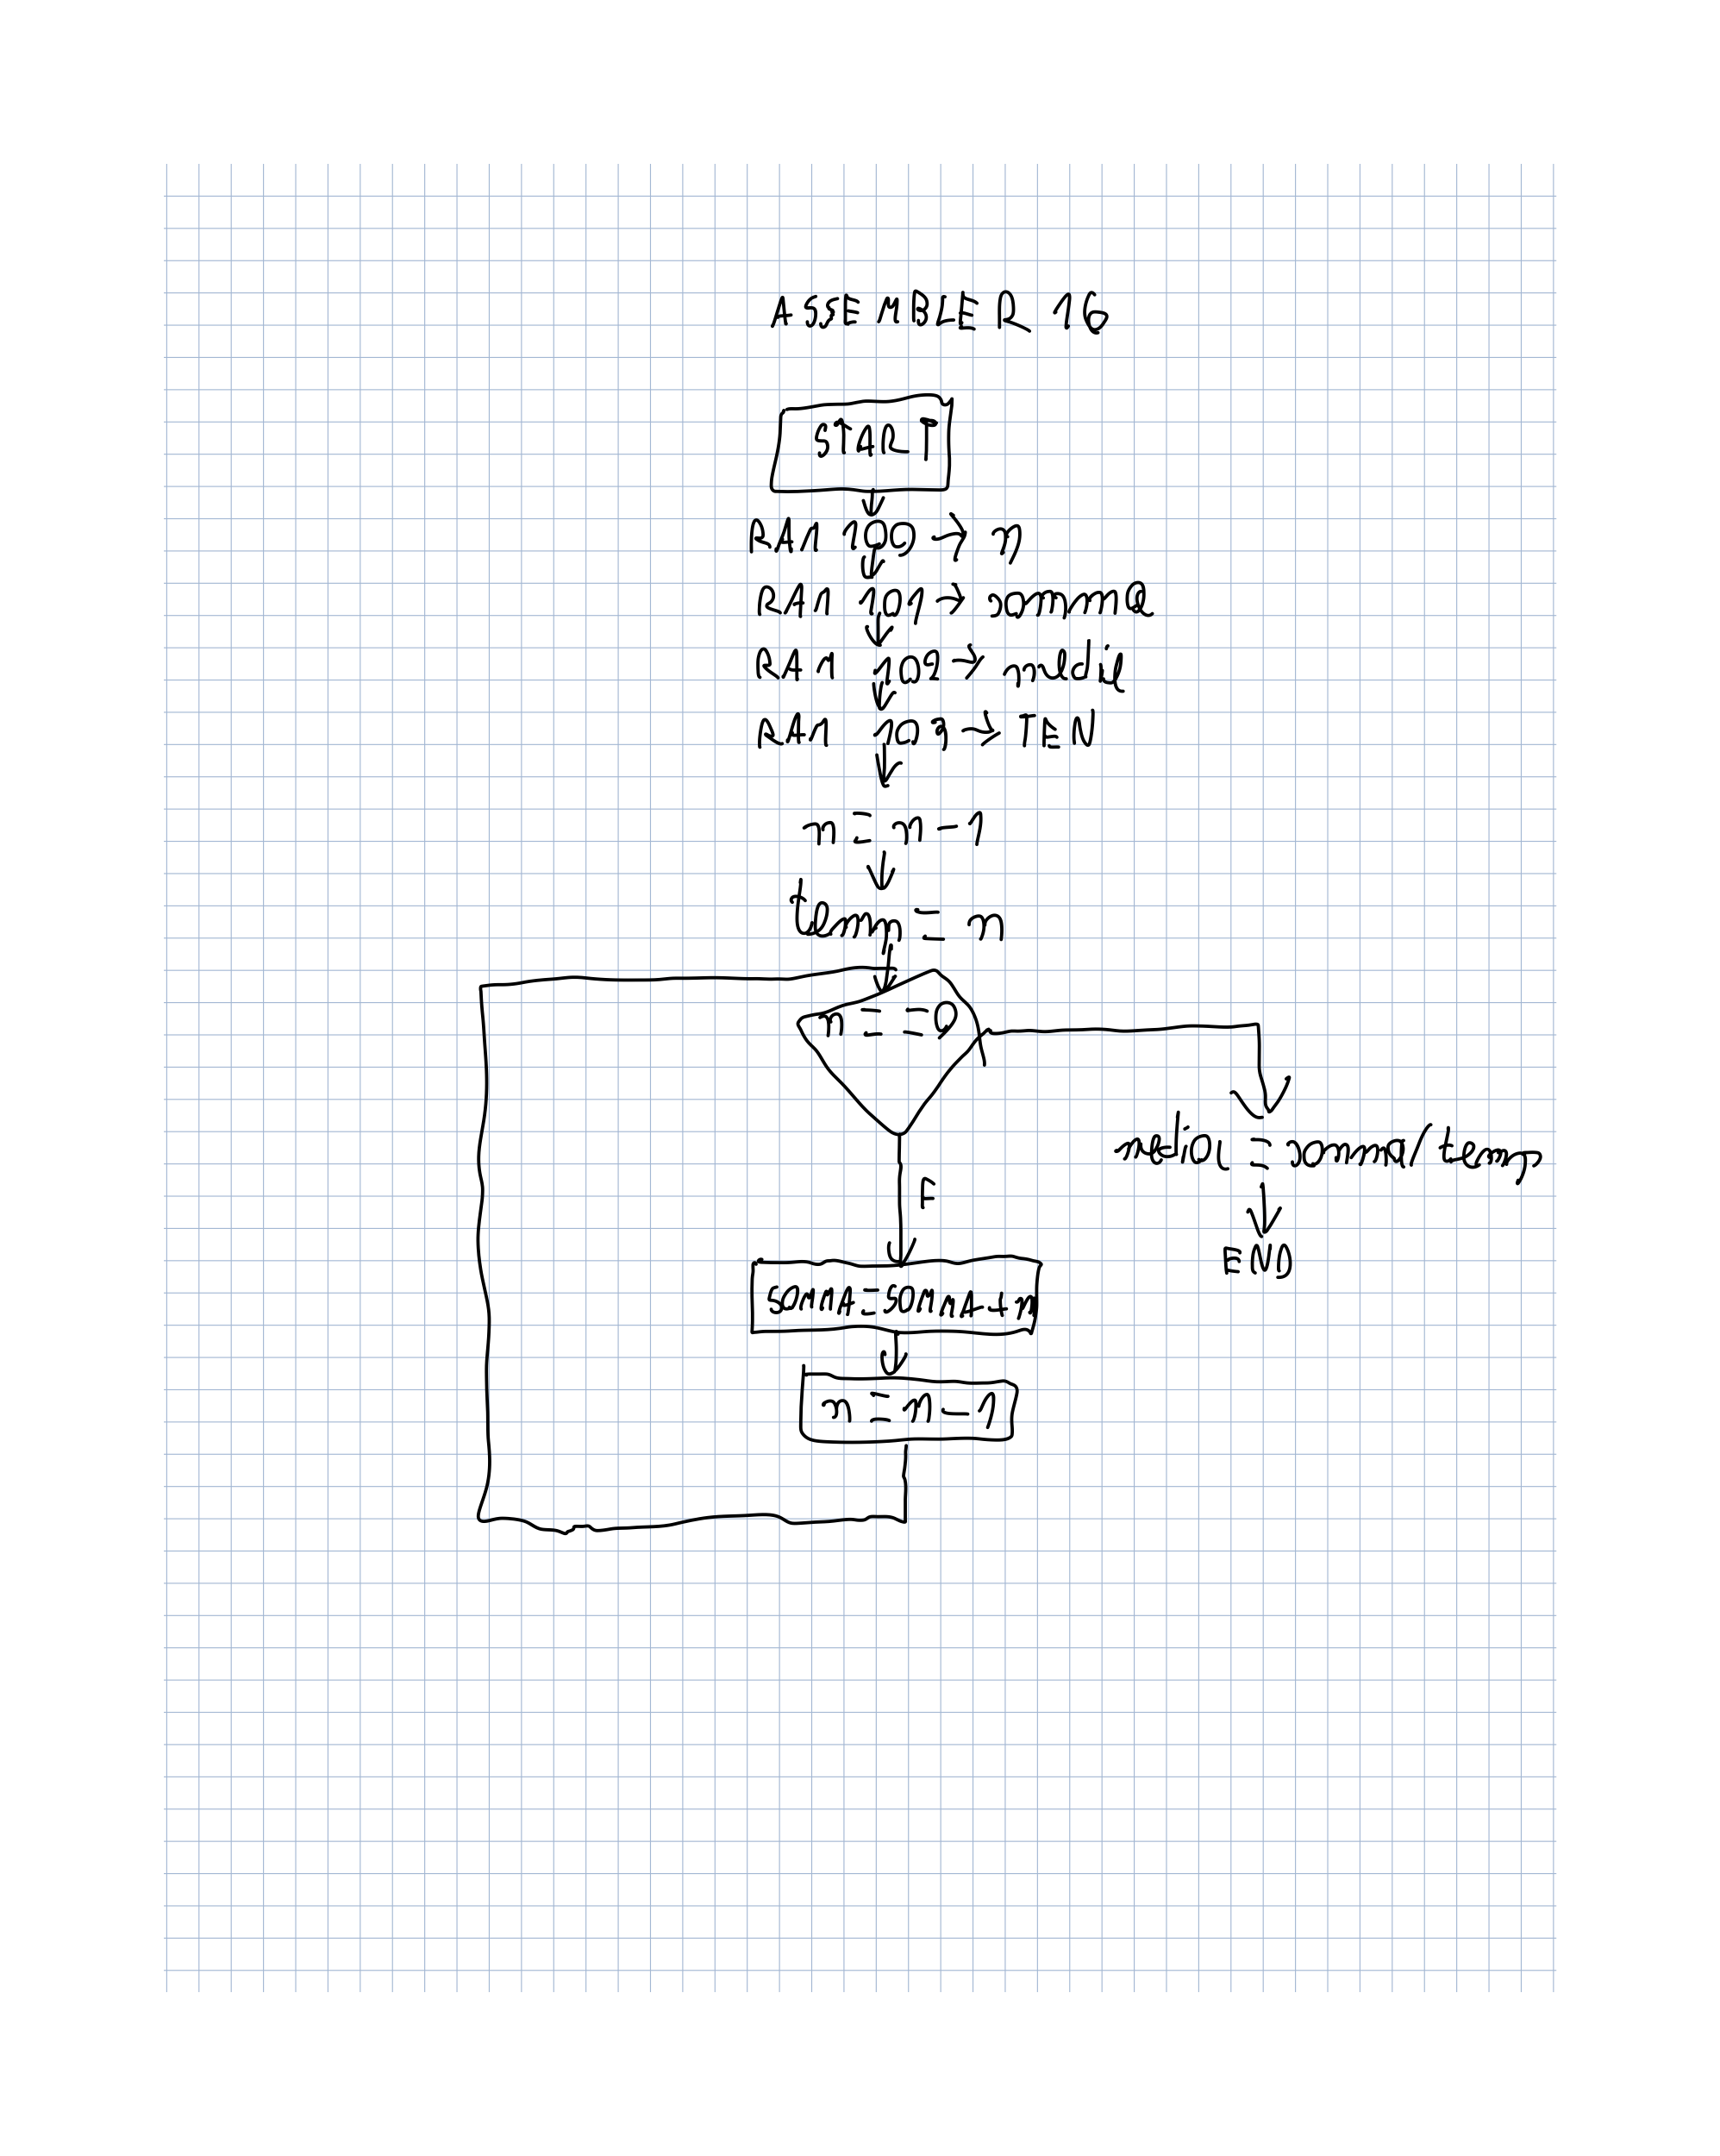 ASSEMBLER 16
START
RAM 100 → n
RAM 101 → somma
RAM 102 → media
RAM 103 → TEN
n = n - 1
temp = n
n == 0
F
media = somma/temp
END
SOMMA = SOMMA + n
n = n - 1